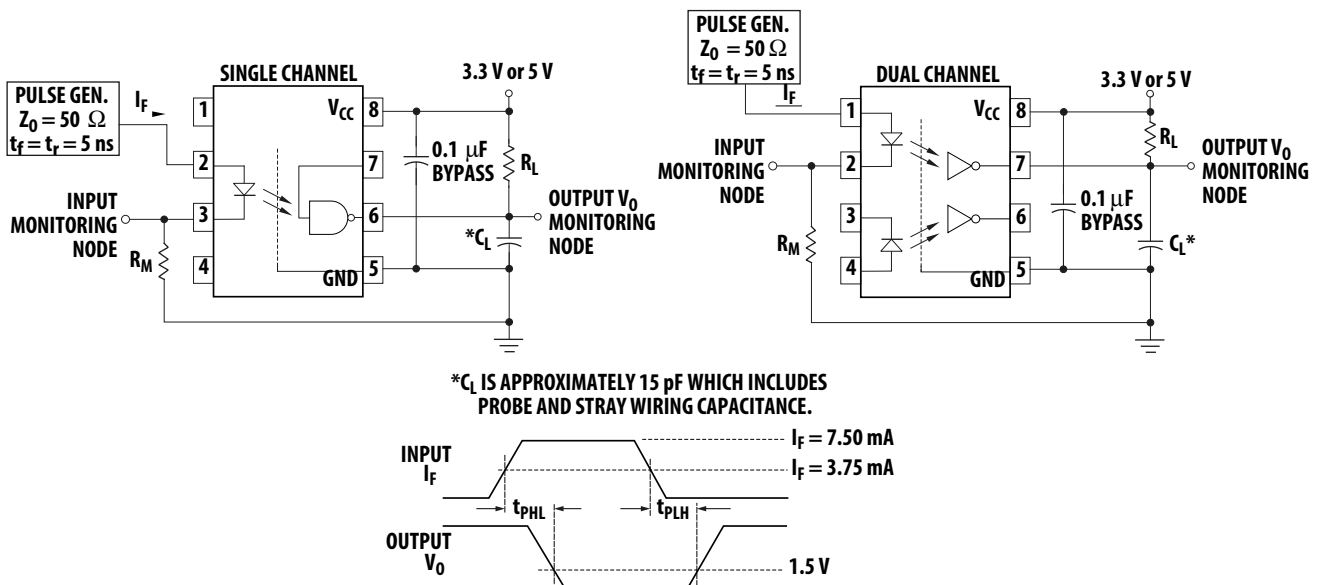 SINGLE CHANNEL
PULSE GEN.
Z0 = 50 Ω
tf = tr = 5 ns
IF
1
2
3
4
VCC
8
7
6
5
GND
3.3 V or 5 V
0.1 μF
BYPASS
RL
INPUT
MONITORING
NODE
RM
OUTPUT V0
MONITORING
NODE
*CL
PULSE GEN.
Z0 = 50 Ω
tf = tr = 5 ns
IF
DUAL CHANNEL
1
2
3
4
VCC
8
7
6
5
GND
3.3 V or 5 V
RL
INPUT
MONITORING
NODE
RM
OUTPUT V0
MONITORING
NODE
0.1 μF
BYPASS
CL*
*CL IS APPROXIMATELY 15 pF WHICH INCLUDES
PROBE AND STRAY WIRING CAPACITANCE.
INPUT
IF
IF = 7.50 mA
IF = 3.75 mA
tPHL
tPLH
OUTPUT
V0
1.5 V